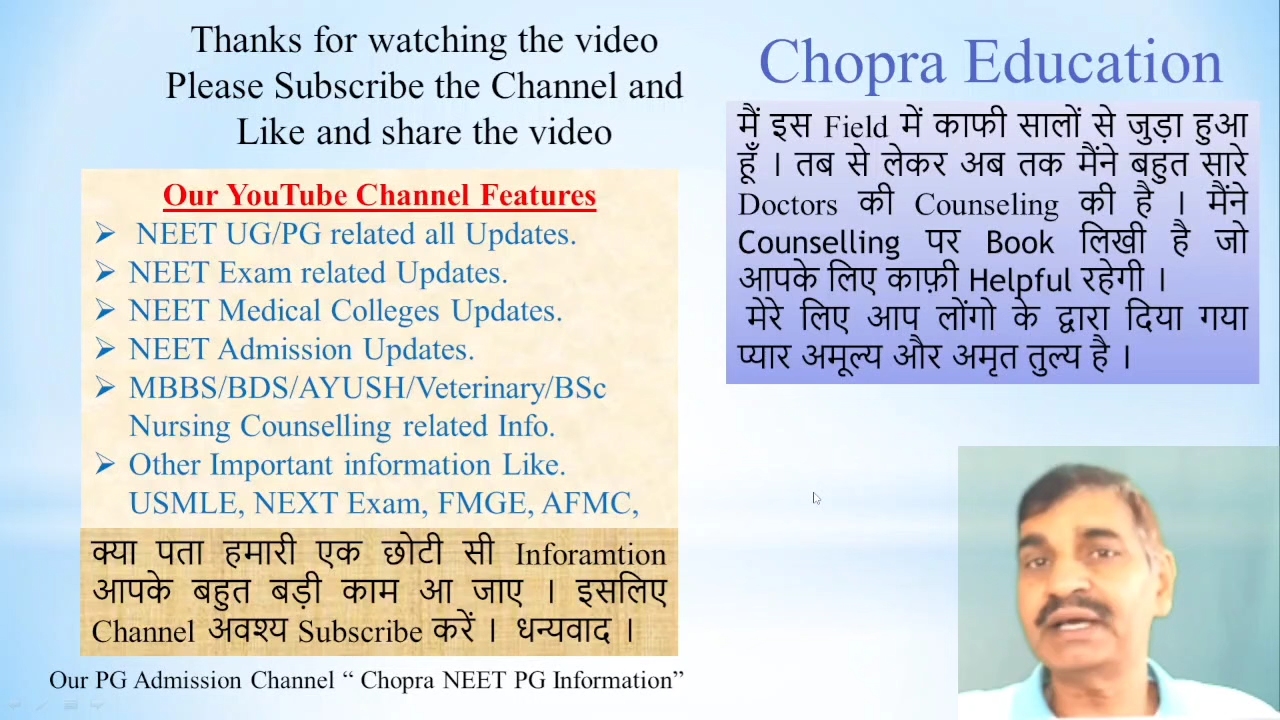 Thanks for watching the video
Please Subscribe the Channel and
Like and share the video
Our YouTube Channel Features
NEET UG/PG related all Updates.
NEET Exam related Updates.
NEET Medical Colleges Updates.
NEET Admission Updates.
MBBS/BDS/AYUSH/Veterinary/BSc
Nursing Counselling related Info.
Other Important information Like.
USMLE, NEXT Exam, FMGE, AFMC,
क्या पता हमारी एक छोटी सी Inforamtion
आपके बहुत बड़ी काम आ जाए । इसलिए
Channel अवश्य Subscribe करें । धन्यवाद ।
Our PG Admission Channel “ Chopra NEET PG Information”
Chopra Education
मैं इस Field में काफी सालों से जुड़ा हुआ
हूँ । तब से लेकर अब तक मैंने बहुत सारे
Doctors की Counseling की है । मैंने
Counselling पर Book लिखी है जो
आपके लिए काफ़ी Helpful रहेगी ।
मेरे लिए आप लोंगो के द्वारा दिया गया
प्यार अमूल्य और अमृत तुल्य है ।